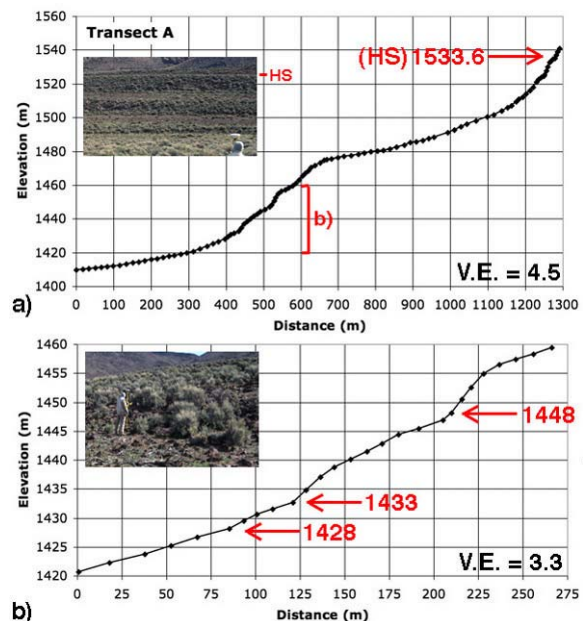 Transect A
(HS) 1533.6
HS
b)
V.E. = 4.5
Elevation (m)
1560
1540
1520
1500
1480
1460
1440
1420
1400
0 100 200 300 400 500 600 700 800 900 1000 1100 1200 1300
a)
Distance (m)
Elevation (m)
1460
1455
1450
1445
1440
1435
1430
1425
1420
1448
1433
1428
V.E. = 3.3
0 25 50 75 100 125 150 175 200 225 250 275
b)
Distance (m)